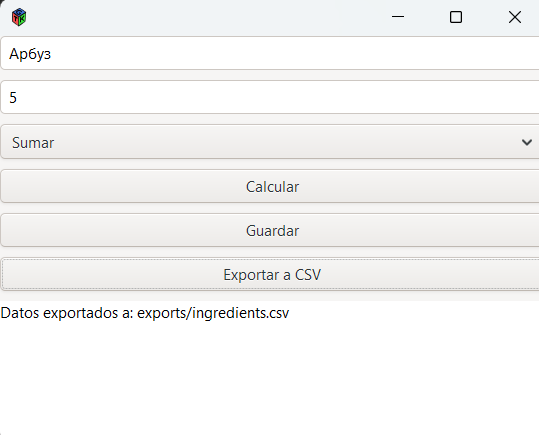 Арбуз
5
Sumar
Calcular
Guardar
Exportar a CSV
Datos exportados a: exports/ingredients.csv